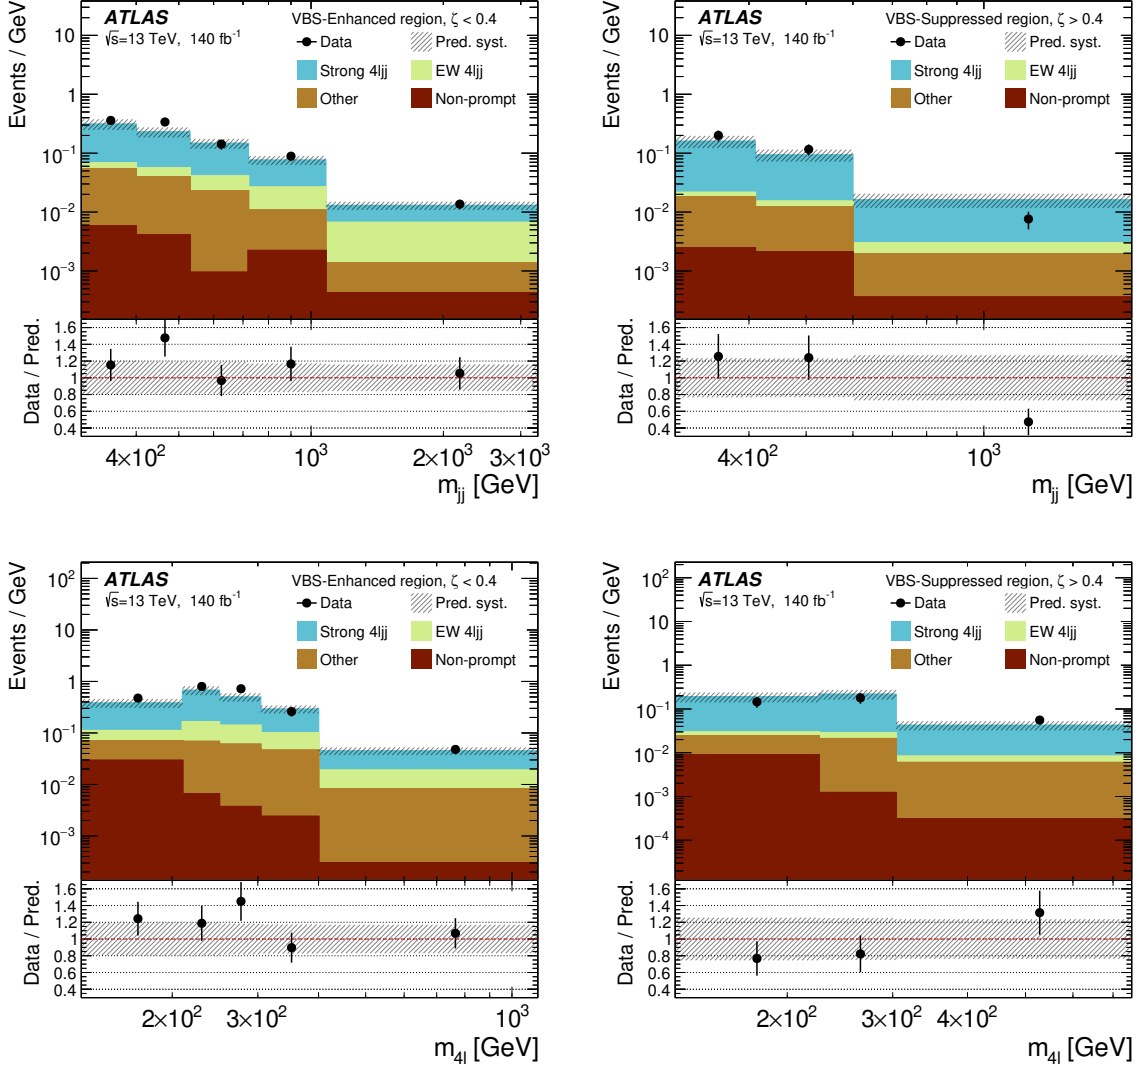 ATLAS
√s=13 TeV, 140 fb⁻¹
VBS-Enhanced region, ζ < 0.4
Data
Pred. syst.
Strong 4ljj
EW 4ljj
Other
Non-prompt
Events / GeV
10
1
10⁻¹
10⁻²
10⁻³
Data / Pred.
1.6
1.4
1.2
1
0.8
0.6
0.4
4×10²
10³
2×10³
3×10³
m_jj [GeV]
ATLAS
√s=13 TeV, 140 fb⁻¹
VBS-Suppressed region, ζ > 0.4
Data
Pred. syst.
Strong 4ljj
EW 4ljj
Other
Non-prompt
Events / GeV
10
1
10⁻¹
10⁻²
10⁻³
Data / Pred.
1.6
1.4
1.2
1
0.8
0.6
0.4
4×10²
10³
m_jj [GeV]
ATLAS
√s=13 TeV, 140 fb⁻¹
VBS-Enhanced region, ζ < 0.4
Data
Pred. syst.
Strong 4ljj
EW 4ljj
Other
Non-prompt
Events / GeV
10²
10
1
10⁻¹
10⁻²
10⁻³
Data / Pred.
1.6
1.4
1.2
1
0.8
0.6
0.4
2×10²
3×10²
10³
m_4l [GeV]
ATLAS
√s=13 TeV, 140 fb⁻¹
VBS-Suppressed region, ζ > 0.4
Data
Pred. syst.
Strong 4ljj
EW 4ljj
Other
Non-prompt
Events / GeV
10²
10
1
10⁻¹
10⁻²
10⁻³
10⁻⁴
Data / Pred.
1.6
1.4
1.2
1
0.8
0.6
0.4
2×10²
3×10²
4×10²
m_4l [GeV]